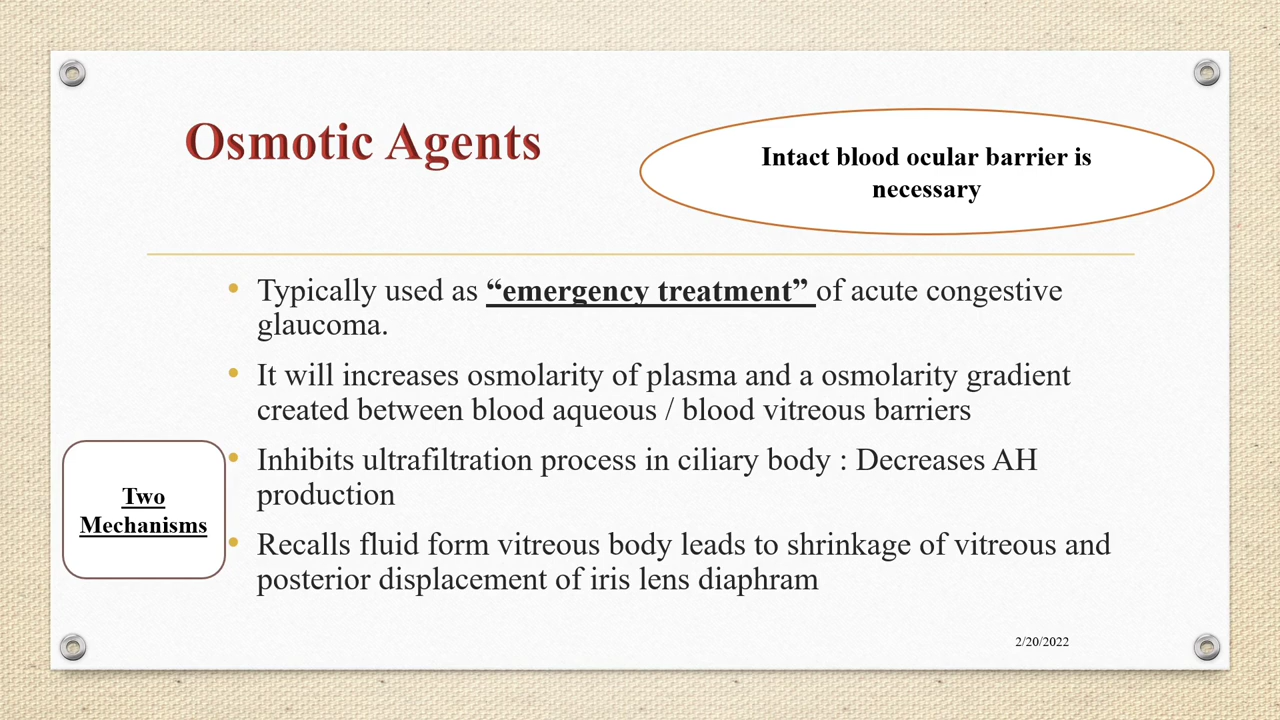 Osmotic Agents
Intact blood ocular barrier is
necessary
• Typically used as “emergency treatment” of acute congestive
glaucoma.
• It will increases osmolarity of plasma and a osmolarity gradient
created between blood aqueous / blood vitreous barriers
Two
Mechanisms
• Inhibits ultrafiltration process in ciliary body : Decreases AH
production
• Recalls fluid form vitreous body leads to shrinkage of vitreous and
posterior displacement of iris lens diaphram
2/20/2022